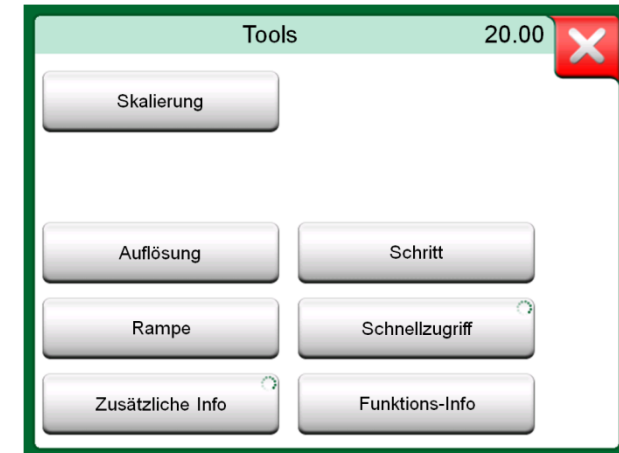 Tools 20.00
Skalierung
Auflösung Schritt
Rampe Schnellzugriff
Zusätzliche Info Funktions-Info